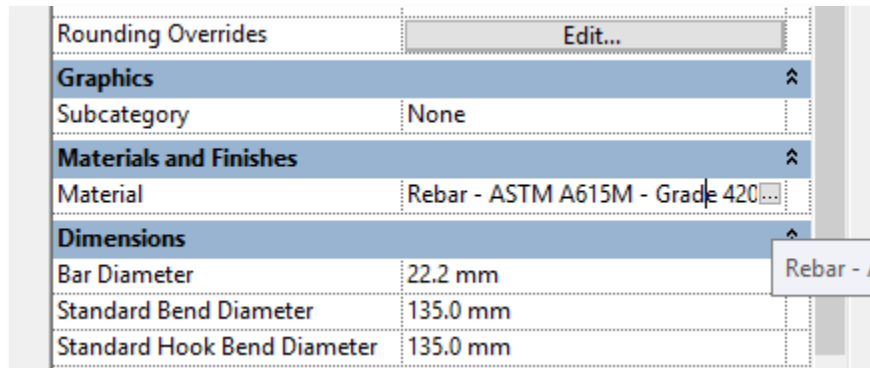 Rounding Overrides Edit...
Graphics
Subcategory None
Materials and Finishes
Material Rebar - ASTM A615M - Grade 420 ...
Dimensions
Rebar -
Bar Diameter 22.2 mm
Standard Bend Diameter 135.0 mm
Standard Hook Bend Diameter 135.0 mm